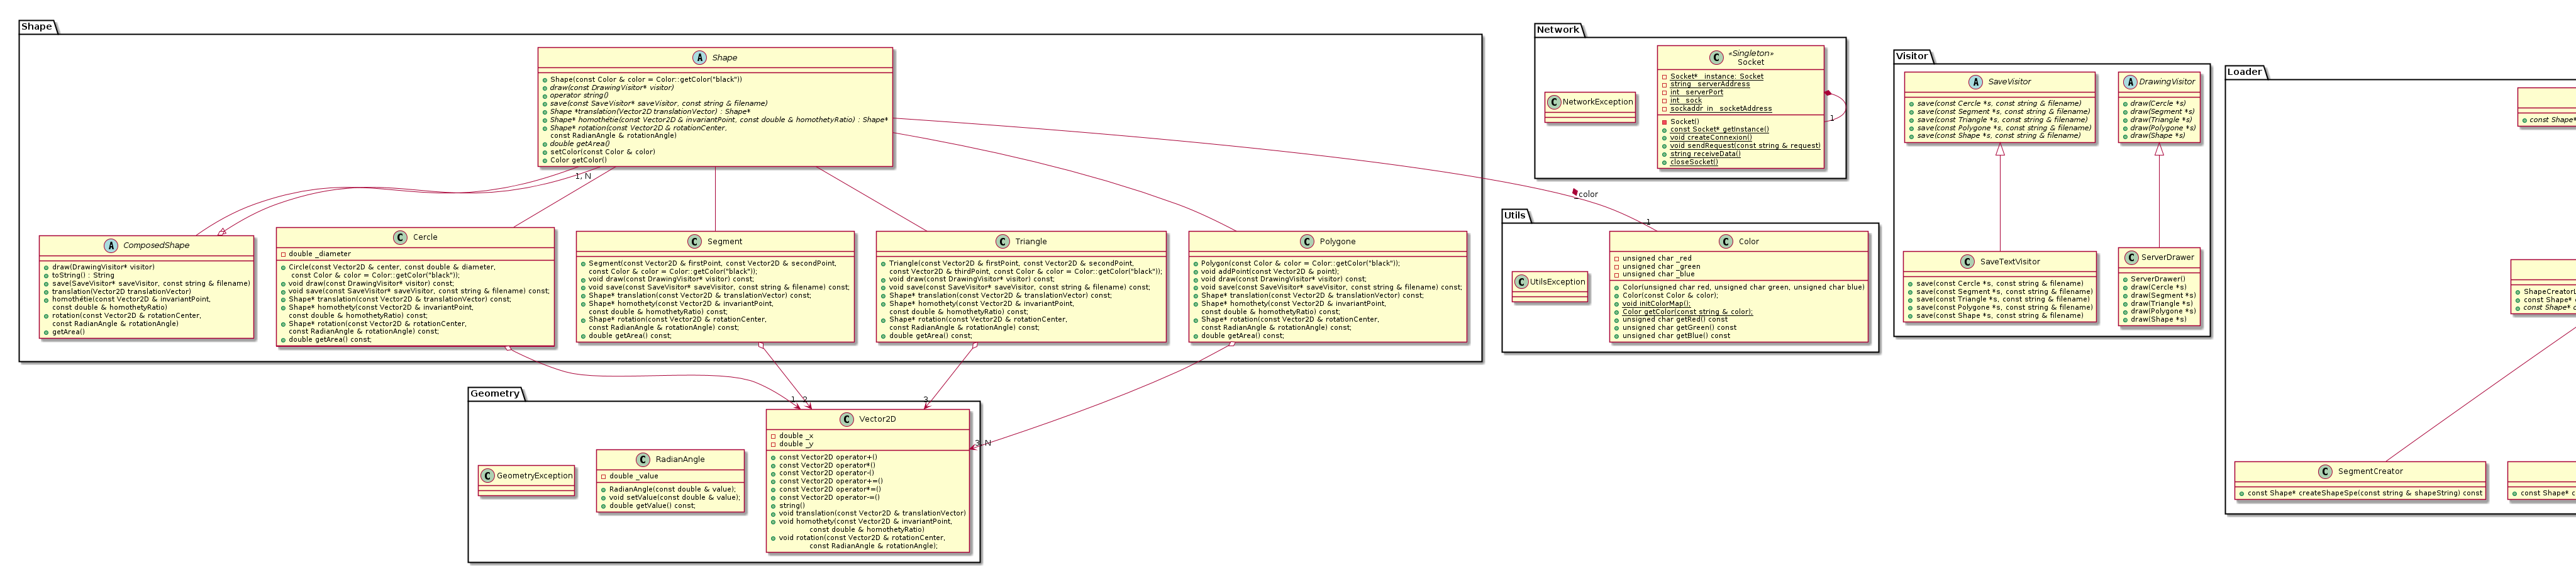 Shape
A Shape
Shape(const Color & color = Color::getColor("black"))
draw(const DrawingVisitor* visitor)
operator string()
save(const SaveVisitor* saveVisitor, const string & filename)
Shape *translation(Vector2D translationVector) : Shape*
Shape* homothétie(const Vector2D & invariantPoint, const double & homothetyRatio) : Shape*
Shape* rotation(const Vector2D & rotationCenter,
const RadianAngle & rotationAngle)
double getArea()
setColor(const Color & color)
Color getColor()
1, N
A ComposedShape
draw(DrawingVisitor* visitor)
toString() : String
save(SaveVisitor* saveVisitor, const string & filename)
translation(Vector2D translationVector)
homothétie(const Vector2D & invariantPoint,
const double & homothetyRatio)
rotation(const Vector2D & rotationCenter,
const RadianAngle & rotationAngle)
getArea()
C Cercle
double _diameter
Circle(const Vector2D & center, const double & diameter,
const Color & color = Color::getColor("black"));
void draw(const DrawingVisitor* visitor) const;
void save(const SaveVisitor* saveVisitor, const string & filename) const;
Shape* translation(const Vector2D & translationVector) const;
Shape* homothety(const Vector2D & invariantPoint,
const double & homothetyRatio) const;
Shape* rotation(const Vector2D & rotationCenter,
const RadianAngle & rotationAngle) const;
double getArea() const;
C Segment
Segment(const Vector2D & firstPoint, const Vector2D & secondPoint,
const Color & color = Color::getColor("black"));
void draw(const DrawingVisitor* visitor) const;
void save(const SaveVisitor* saveVisitor, const string & filename) const;
Shape* translation(const Vector2D & translationVector) const;
Shape* homothety(const Vector2D & invariantPoint,
const double & homothetyRatio) const;
Shape* rotation(const Vector2D & rotationCenter,
const RadianAngle & rotationAngle) const;
double getArea() const;
C Triangle
Triangle(const Vector2D & firstPoint, const Vector2D & secondPoint,
const Vector2D & thirdPoint, const Color & color = Color::getColor("black"));
void draw(const DrawingVisitor* visitor) const;
void save(const SaveVisitor* saveVisitor, const string & filename) const;
Shape* translation(const Vector2D & translationVector) const;
Shape* homothety(const Vector2D & invariantPoint,
const double & homothetyRatio) const;
Shape* rotation(const Vector2D & rotationCenter,
const RadianAngle & rotationAngle) const;
double getArea() const;
C Polygone
Polygon(const Color & color = Color::getColor("black"));
void addPoint(const Vector2D & point);
void draw(const DrawingVisitor* visitor) const;
void save(const SaveVisitor* saveVisitor, const string & filename) const;
Shape* translation(const Vector2D & translationVector) const;
Shape* homothety(const Vector2D & invariantPoint,
const double & homothetyRatio) const;
Shape* rotation(const Vector2D & rotationCenter,
const RadianAngle & rotationAngle) const;
double getArea() const;
Geometry
1 2 3 3, N
C GeometryException
C RadianAngle
double _value
RadianAngle(const double & value);
void setValue(const double & value);
double getValue() const;
C Vector2D
double _x
double _y
const Vector2D operator+()
const Vector2D operator*()
const Vector2D operator-()
const Vector2D operator+=()
const Vector2D operator*=()
const Vector2D operator-=()
string()
void translation(const Vector2D & translationVector)
void homothety(const Vector2D & invariantPoint,
const double & homothetyRatio)
void rotation(const Vector2D & rotationCenter,
const RadianAngle & rotationAngle);
Network
C NetworkException
«Singleton»
C Socket
Socket* _instance: Socket
string _serverAddress
int _serverPort
int _sock
sockaddr_in _socketAddress
Socket()
const Socket* getInstance()
void createConnexion()
void sendRequest(const string & request)
string receiveData()
closeSocket()
1
_color
1
Utils
C UtilsException
C Color
unsigned char _red
unsigned char _green
unsigned char _blue
Color(unsigned char red, unsigned char green, unsigned char blue)
Color(const Color & color);
void initColorMap();
Color getColor(const string & color);
unsigned char getRed() const
unsigned char getGreen() const
unsigned char getBlue() const
Visitor
A SaveVisitor
save(const Cercle *s, const string & filename)
save(const Segment *s, const string & filename)
save(const Triangle *s, const string & filename)
save(const Polygone *s, const string & filename)
save(const Shape *s, const string & filename)
A DrawingVisitor
draw(Cercle *s)
draw(Segment *s)
draw(Triangle *s)
draw(Polygone *s)
draw(Shape *s)
C SaveTextVisitor
save(const Cercle *s, const string & filename)
save(const Segment *s, const string & filename)
save(const Triangle *s, const string & filename)
save(const Polygone *s, const string & filename)
save(const Shape *s, const string & filename)
C ServerDrawer
ServerDrawer()
draw(Cercle *s)
draw(Segment *s)
draw(Triangle *s)
draw(Polygone *s)
draw(Shape *s)
Loader
const Shape*
const Shape*
const Shape*
C SegmentCreator
const Shape* createShapeSpe(const string & shapeString) const
const Shape*